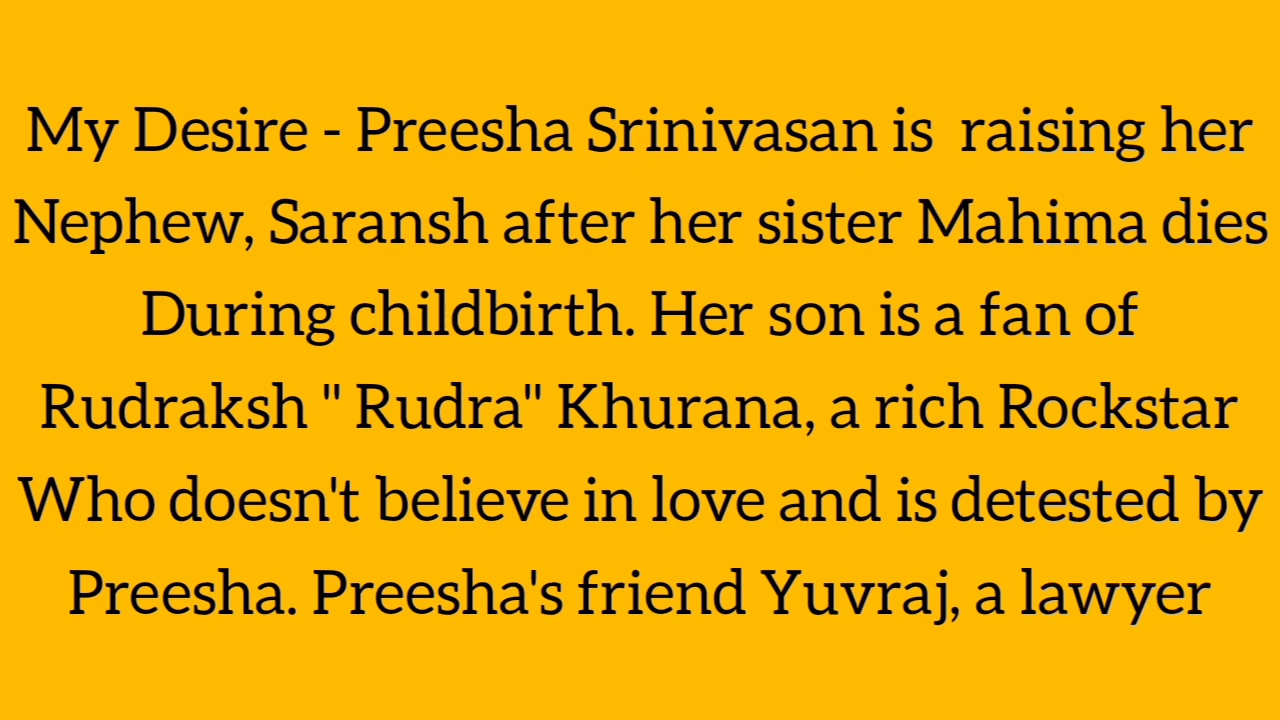 My Desire - Preesha Srinivasan is  raising her
Nephew, Saransh after her sister Mahima dies
During childbirth. Her son is a fan of
Rudraksh " Rudra" Khurana, a rich Rockstar
Who doesn't believe in love and is detested by
Preesha. Preesha's friend Yuvraj, a lawyer